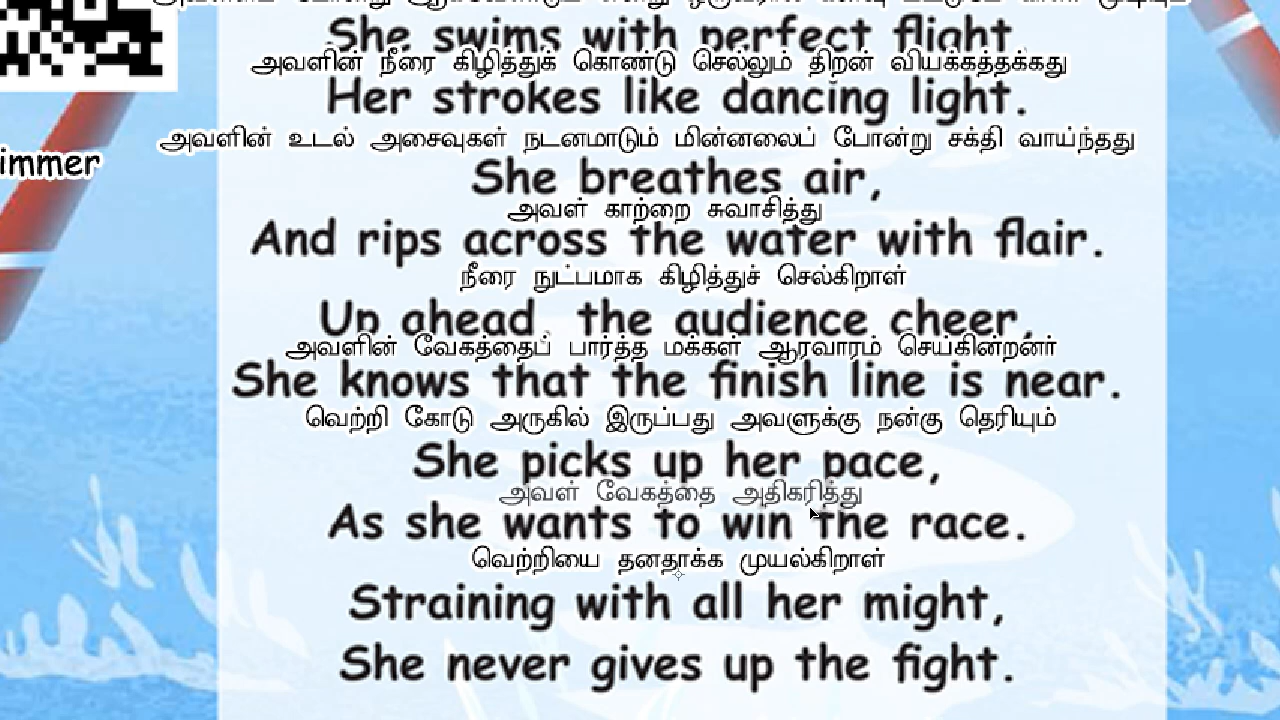 She swims with perfect flight,
அவளின் நீரை கிழித்துக் கொண்டு செல்லும் திறன் வியக்கத்தக்கது
Her strokes like dancing light.
அவளின் உடல் அசைவுகள் நடனமாடும் மின்னலைப் போன்று சக்தி வாய்ந்தது
immer
She breathes air,
அவள் காற்றை சுவாசித்து
And rips across the water with flair.
நீரை நுட்பமாக கிழித்துச் செல்கிறாள்
Up ahead, the audience cheer,
அவளின் வேகத்தைப் பார்த்த மக்கள் ஆரவாரம் செய்கின்றனர்
She knows that the finish line is near.
வெற்றி கோடு அருகில் இருப்பது அவளுக்கு நன்கு தெரியும்
She picks up her pace,
அவள் வேகத்தை அதிகரித்து
As she wants to win the race.
வெற்றியை தனதாக்க முயல்கிறாள்
Straining with all her might,
She never gives up the fight.